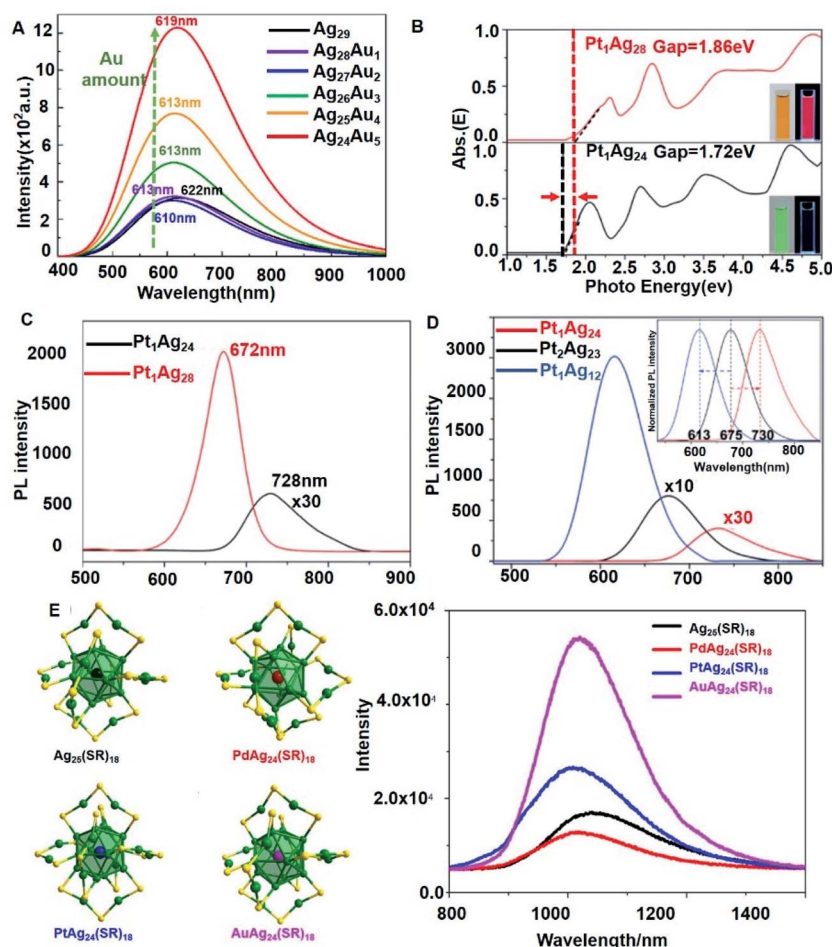 A
Intensity(x10²a.u.)
12
10
8
6
4
2
0
400 500 600 700 800 900 1000
Wavelength(nm)
Au
amount
619nm
613nm
613nm
613nm
622nm
610nm
Ag₂₉
Ag₂₈Au₁
Ag₂₇Au₂
Ag₂₆Au₃
Ag₂₅Au₄
Ag₂₄Au₅
B
Abs.(E)
1.0
0.5
0.0
1.0
0.5
0.0
Pt₁Ag₂₈ Gap=1.86eV
Pt₁Ag₂₄ Gap=1.72eV
1.0 1.5 2.0 2.5 3.0 3.5 4.0 4.5 5.0
Photo Energy(ev)
C
PL intensity
2000
1500
1000
500
0
Pt₁Ag₂₄
Pt₁Ag₂₈
672nm
728nm
x30
500 600 700 800 900
D
PL intensity
3000
2000
1000
500
0
Pt₁Ag₂₄
Pt₂Ag₂₃
Pt₁Ag₁₂
x10
x30
600 700 800
Normalized PL intensity
613 675 730
600 700 800
Wavelength(nm)
E
Ag₂₅(SR)₁₈
PdAg₂₄(SR)₁₈
PtAg₂₄(SR)₁₈
AuAg₂₄(SR)₁₈
Intensity
6.0x10⁴
4.0x10⁴
2.0x10⁴
0.0
Ag₂₅(SR)₁₈
PdAg₂₄(SR)₁₈
PtAg₂₄(SR)₁₈
AuAg₂₄(SR)₁₈
800 1000 1200 1400
Wavelength/nm